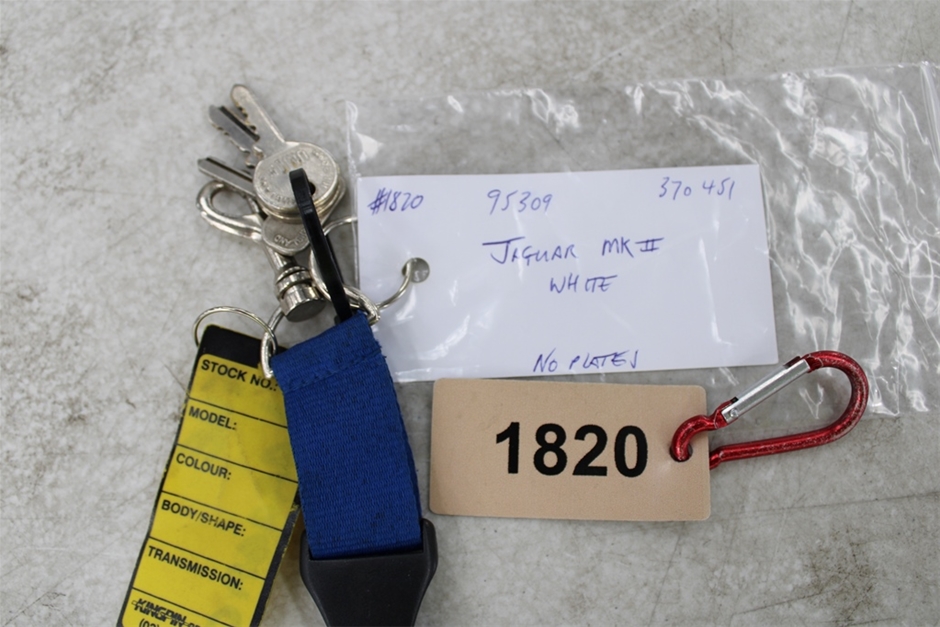 #1820 95309 370 451
JAGUAR MK II
WHITE
NO PLATES
1820
STOCK NO.:
MODEL:
COLOUR:
BODY/SHAPE:
TRANSMISSION: